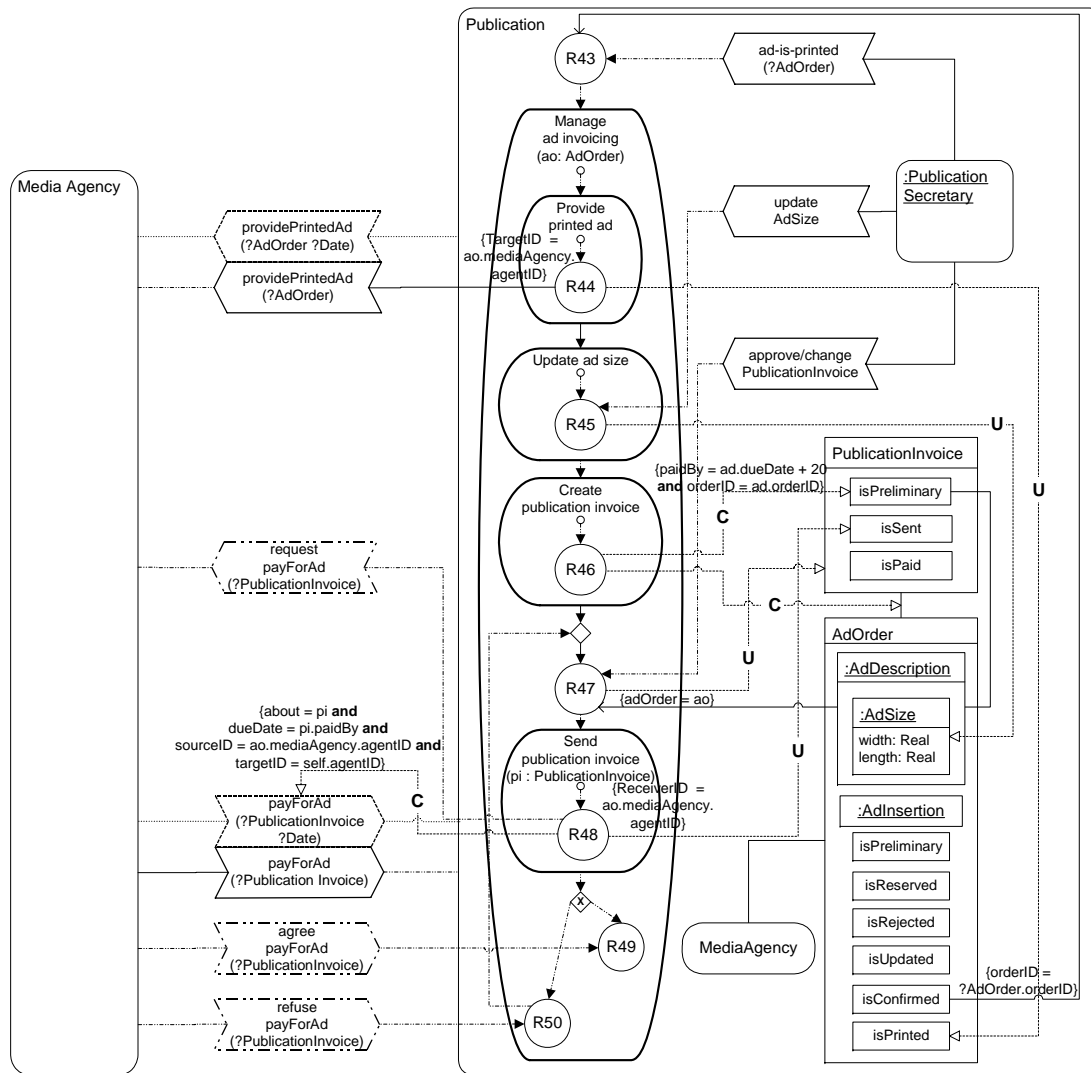 Publication
R43
ad-is-printed
(?AdOrder)
Manage
ad invoicing
(ao: AdOrder)
Media Agency
:Publication
Secretary
update
AdSize
Provide
printed ad
providePrintedAd
(?AdOrder ?Date)
{TargetID =
ao.mediaAgency.
agentID}
providePrintedAd
(?AdOrder)
R44
Update ad size
approve/change
PublicationInvoice
R45
U
PublicationInvoice
{paidBy = ad.dueDate + 20
and orderID = ad.orderID}
Create
publication invoice
isPreliminary
U
C
isSent
request
payForAd
(?PublicationInvoice)
R46
isPaid
C
AdOrder
U
:AdDescription
R47
{adOrder = ao}
:AdSize
width: Real
length: Real
{about = pi and
dueDate = pi.paidBy and
sourceID = ao.mediaAgency.agentID and
targetID = self.agentID}
Send
publication invoice
(pi : PublicationInvoice)
U
{ReceiverID =
ao.mediaAgency.
agentID}
C
payForAd
(?PublicationInvoice
?Date)
R48
:AdInsertion
isPreliminary
payForAd
(?Publication Invoice)
isReserved
x
isRejected
agree
payForAd
(?PublicationInvoice)
R49
MediaAgency
isUpdated
{orderID =
?AdOrder.orderID}
isConfirmed
refuse
payForAd
(?PublicationInvoice)
R50
isPrinted